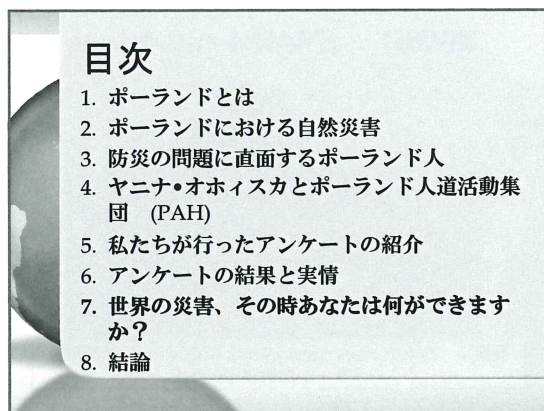 目次
1. ポーランドとは
2. ポーランドにおける自然災害
3. 防災の問題に直面するポーランド人
4. ヤニナ•オホィスカとポーランド人道活動集
団 (PAH)
5. 私たちが行ったアンケートの紹介
6. アンケートの結果と実情
7. 世界の災害、その時あなたは何ができます
か？
8. 結論